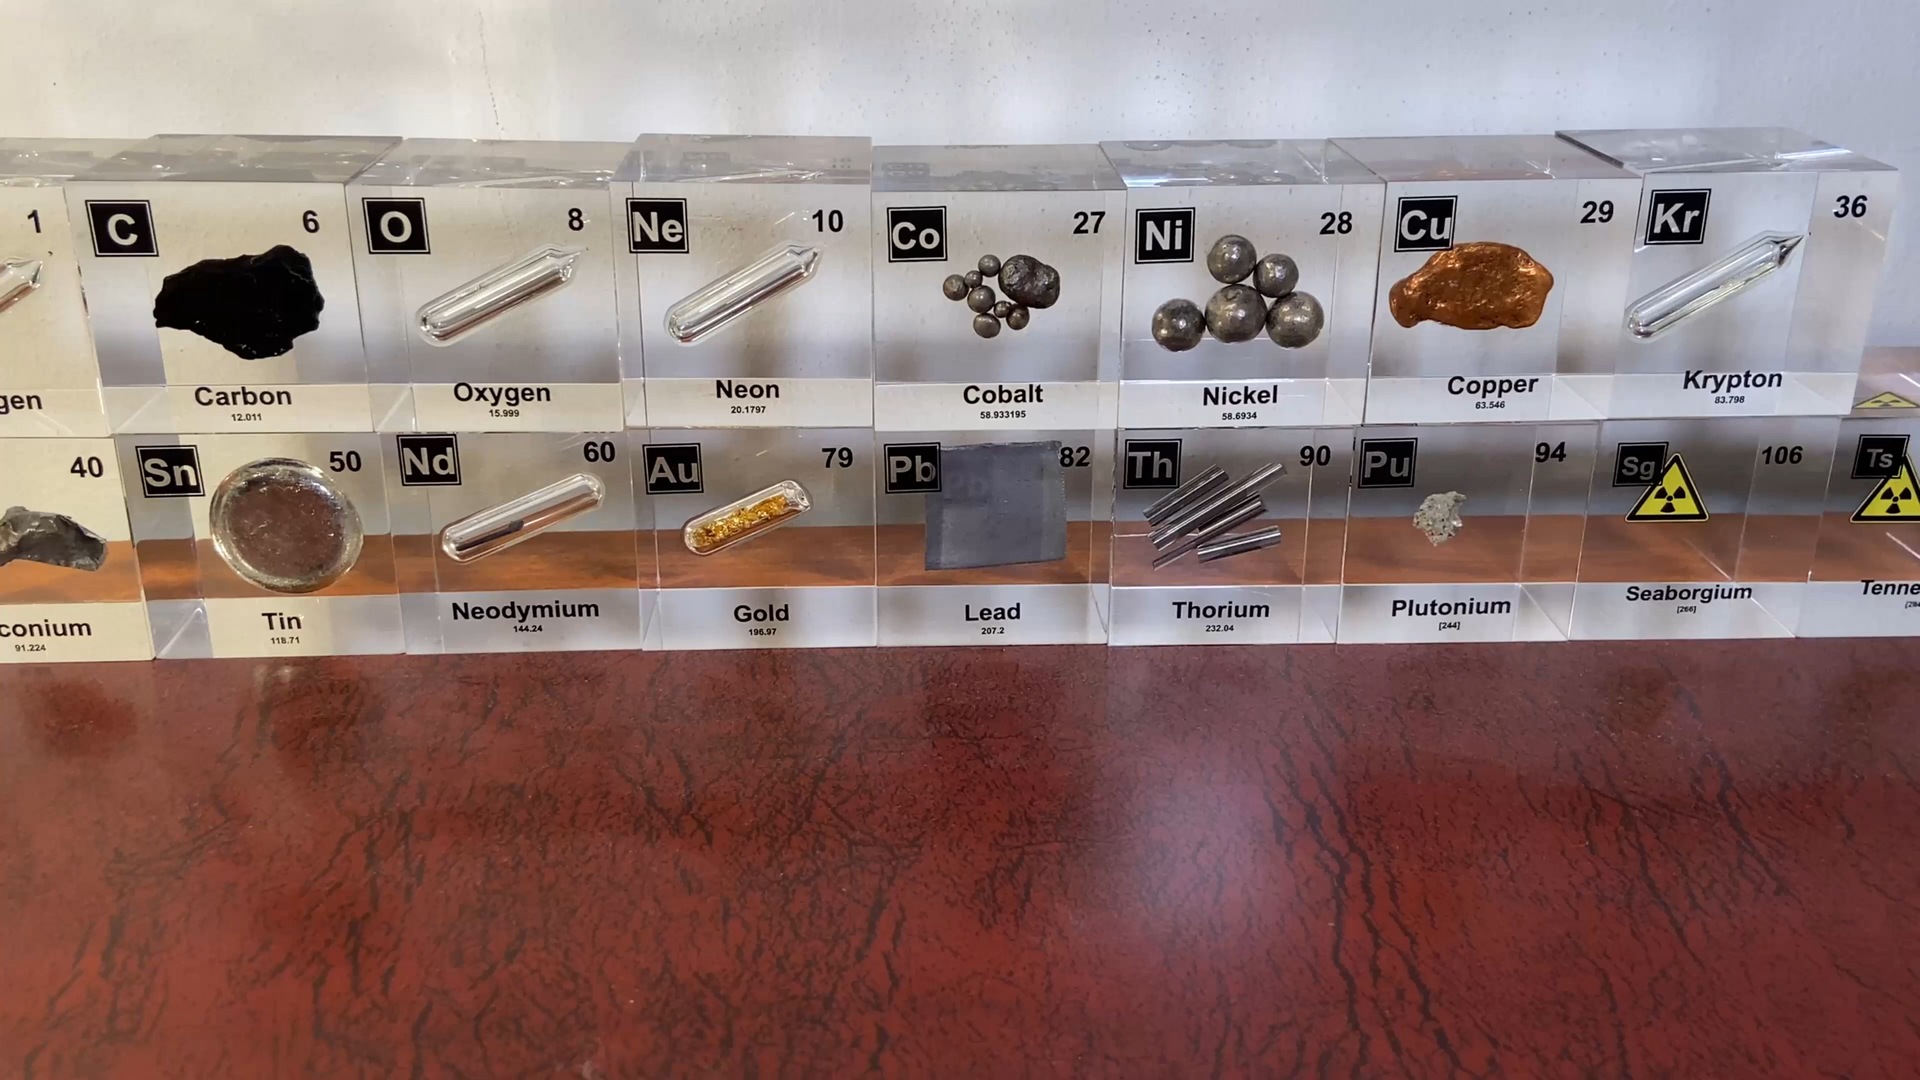 1
gen
C 6
Carbon
12.011
O 8
Oxygen
15.999
Ne 10
Neon
20.1797
Co 27
Cobalt
58.933195
Ni 28
Nickel
58.6934
Cu 29
Copper
63.546
Kr 36
Krypton
83.798
40
conium
91.224
Sn 50
Tin
118.71
Nd 60
Neodymium
144.24
Au 79
Gold
196.97
Pb 82
Lead
207.2
Th 90
Thorium
232.04
Pu 94
Plutonium
[244]
Sg 106
Seaborgium
[266]
Ts
Tenne